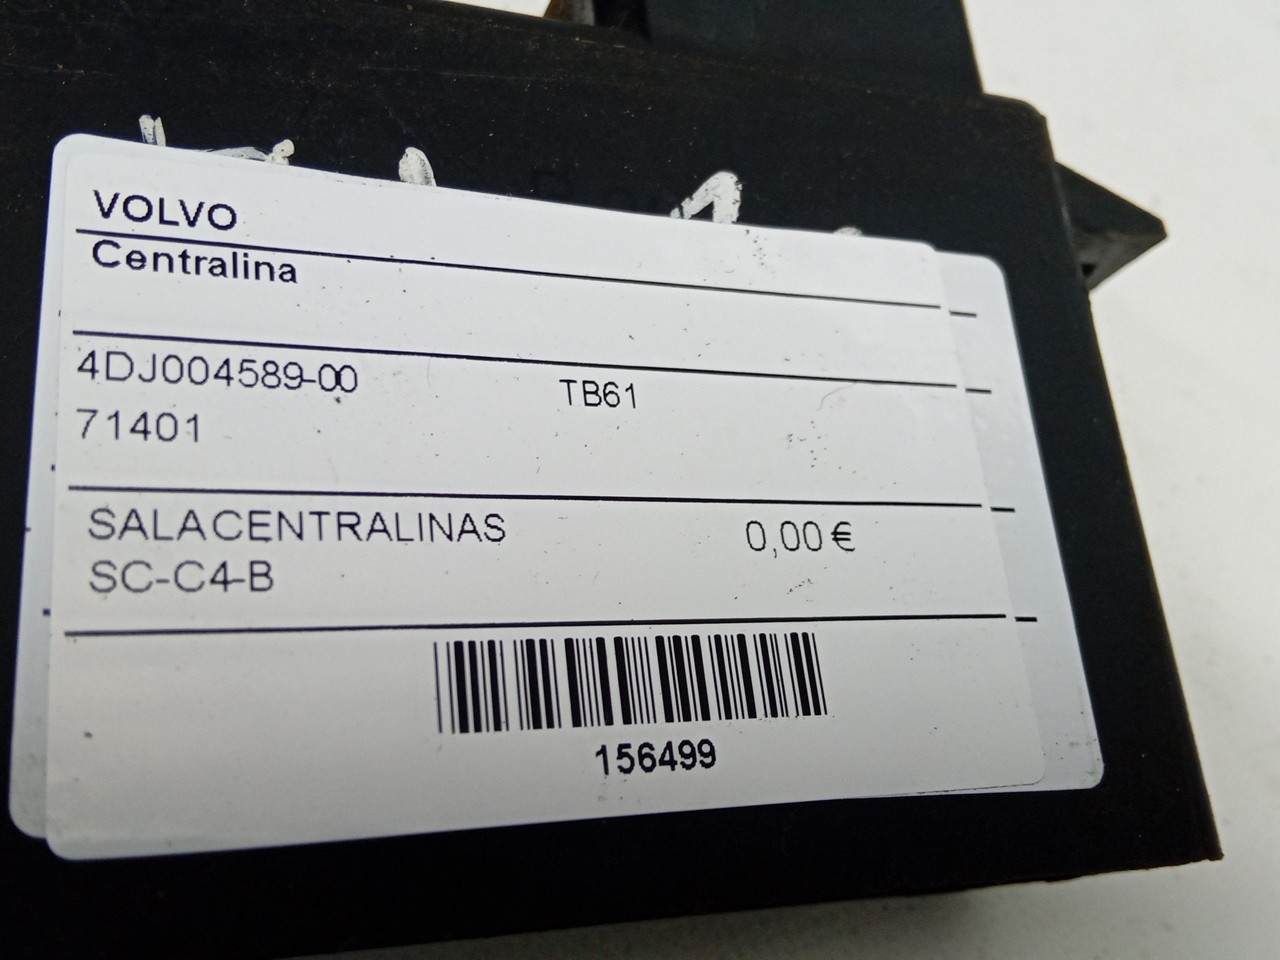 VOLVO
Centralina
4DJ004589-00 TB61
71401
SALACENTRALINAS 0,00 €
SC-C4-B
156499